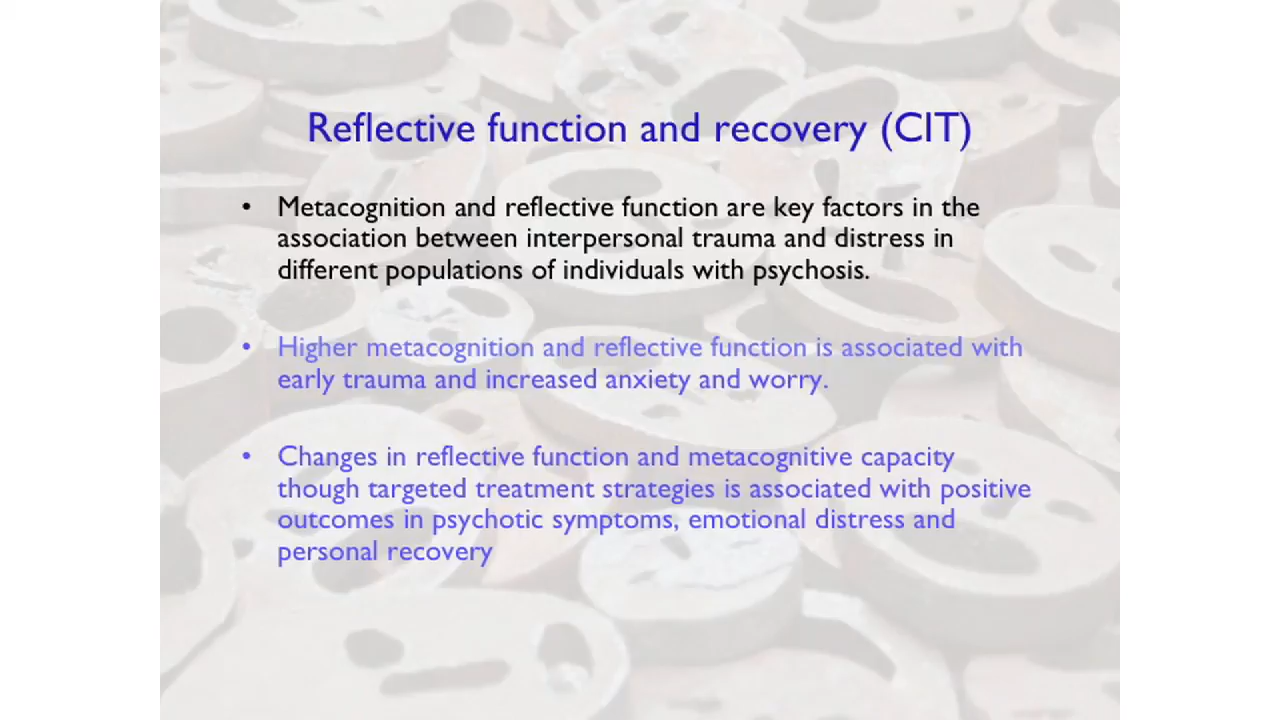 Reflective function and recovery (CIT)
• Metacognition and reflective function are key factors in the
association between interpersonal trauma and distress in
different populations of individuals with psychosis.
• Higher metacognition and reflective function is associated with
early trauma and increased anxiety and worry.
• Changes in reflective function and metacognitive capacity
though targeted treatment strategies is associated with positive
outcomes in psychotic symptoms, emotional distress and
personal recovery